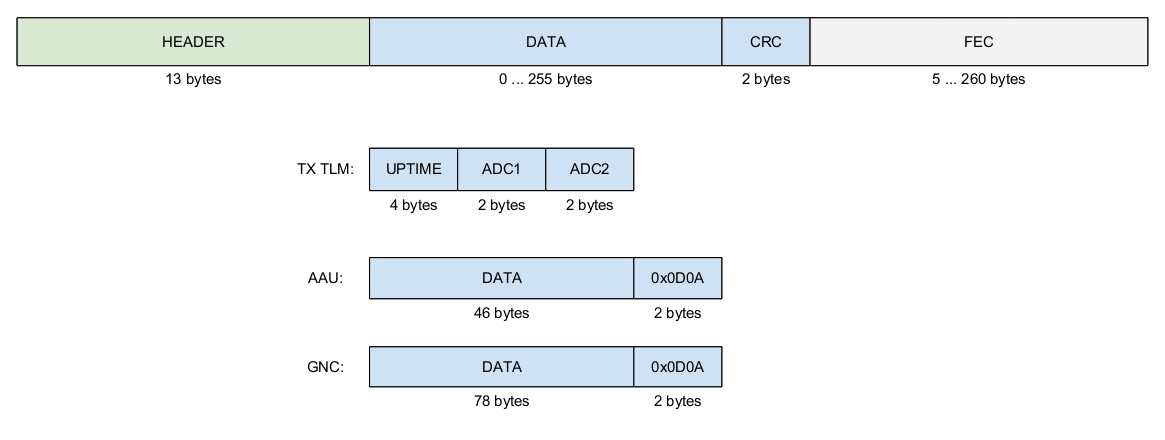 HEADER DATA CRC FEC
13 bytes 0 ... 255 bytes 2 bytes 5 ... 260 bytes
TX TLM: UPTIME ADC1 ADC2
4 bytes 2 bytes 2 bytes
AAU: DATA 0x0D0A
46 bytes 2 bytes
GNC: DATA 0x0D0A
78 bytes 2 bytes